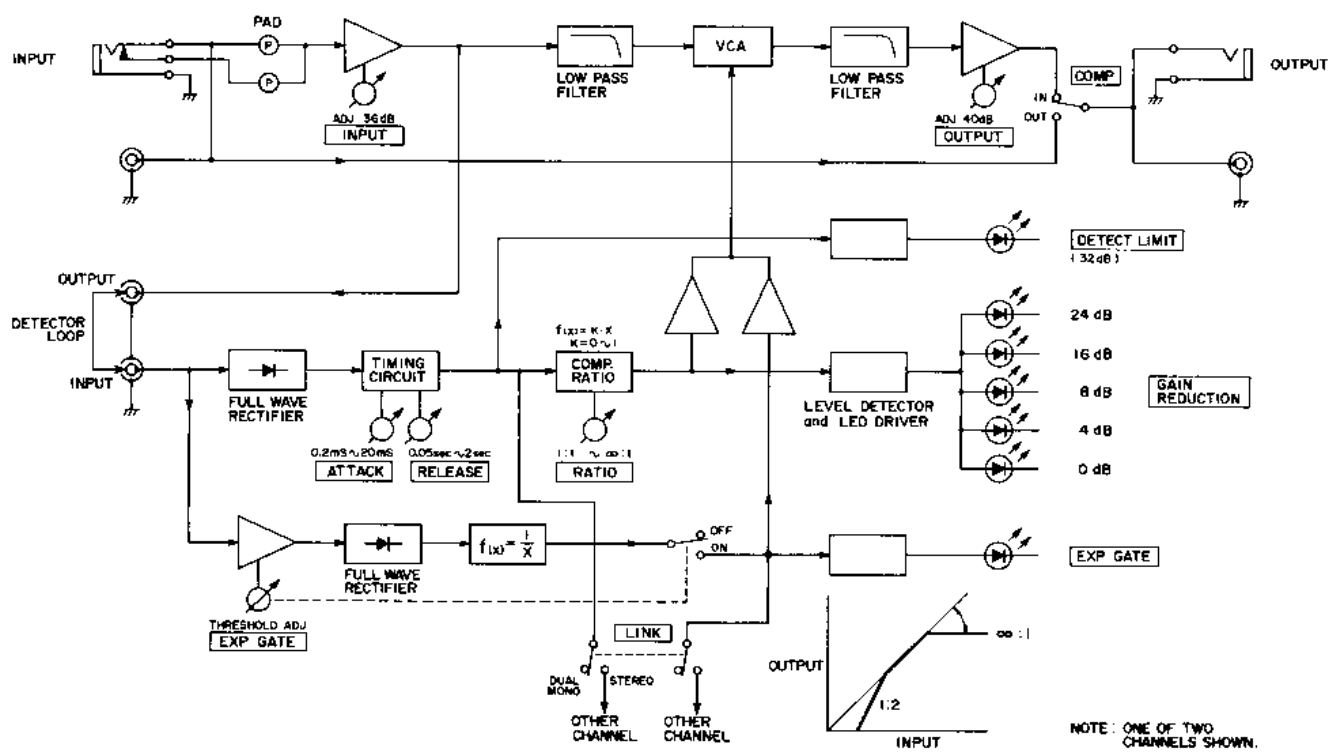 PAD
P
P
INPUT
ADJ 36dB
INPUT
LOW PASS
FILTER
VCA
LOW PASS
FILTER
ADJ 40dB
OUTPUT
COMP
IN
OUT
OUTPUT
DETECT LIMIT
(32dB)
OUTPUT
DETECTOR
LOOP
INPUT
FULL WAVE
RECTIFIER
TIMING
CIRCUIT
0.2mS~20mS
ATTACK
0.05sec~2sec
RELEASE
f(x)= K·X
K=0~1
COMP.
RATIO
1:1 ~ ∞:1
RATIO
LEVEL DETECTOR
and LED DRIVER
24 dB
16 dB
8 dB
4 dB
0 dB
GAIN
REDUCTION
FULL WAVE
RECTIFIER
f(x)= 1/X
OFF
ON
EXP GATE
THRESHOLD ADJ
EXP GATE
LINK
DUAL
MONO
STEREO
OTHER
CHANNEL
OTHER
CHANNEL
OUTPUT
∞:1
1:2
INPUT
NOTE : ONE OF TWO
CHANNELS SHOWN.